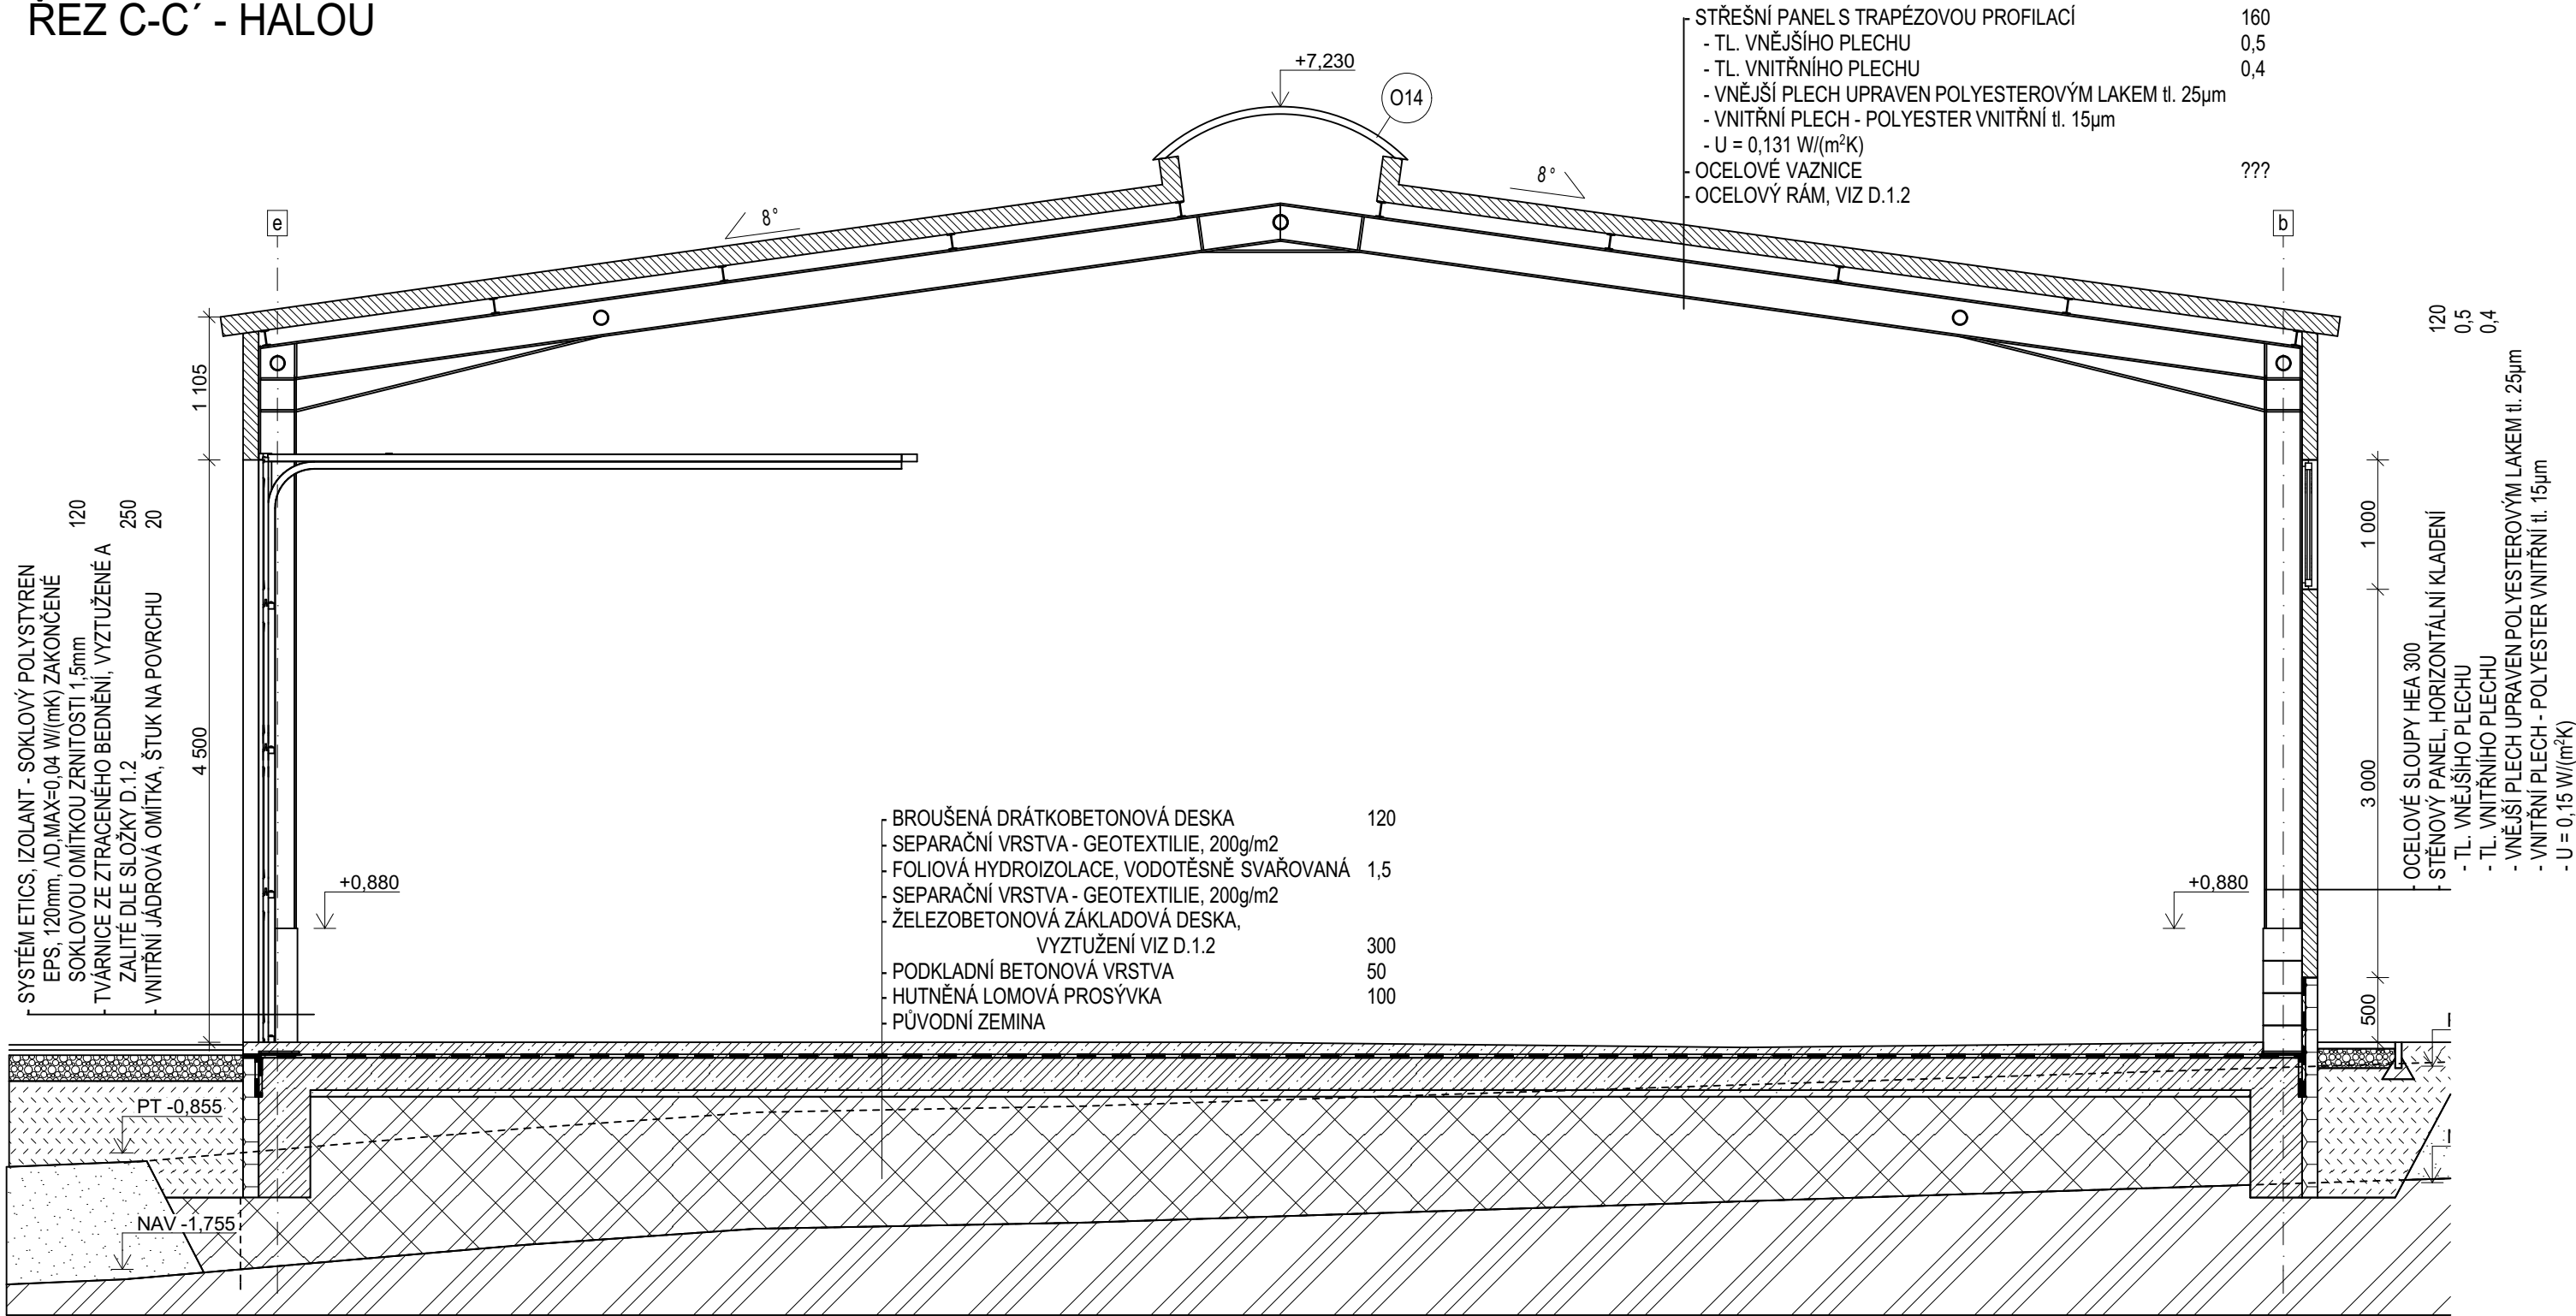 ŘEZ C-C´ - HALOU
STŘEŠNÍ PANEL S TRAPÉZOVOU PROFILACÍ 160
- TL. VNĚJŠÍHO PLECHU 0,5
- TL. VNITŘNÍHO PLECHU 0,4
- VNĚJŠÍ PLECH UPRAVEN POLYESTEROVÝM LAKEM tl. 25µm
- VNITŘNÍ PLECH - POLYESTER VNITŘNÍ tl. 15µm
- U = 0,131 W/(m²K)
OCELOVÉ VAZNICE ???
OCELOVÝ RÁM, VIZ D.1.2
+7,230
O14
8°
8°
e
b
1 105
4 500
SYSTÉM ETICS, IZOLANT - SOKLOVÝ POLYSTYREN
EPS, 120mm, ΛD,MAX=0,04 W/(mK) ZAKONČENÉ
SOKLOVOU OMÍTKOU ZRNITOSTI 1,5mm 120
TVÁRNICE ZE ZTRACENÉHO BEDNĚNÍ, VYZTUŽENÉ A
ZALITÉ DLE SLOŽKY D.1.2 250
VNITŘNÍ JÁDROVÁ OMÍTKA, ŠTUK NA POVRCHU 20
+0,880
BROUŠENÁ DRÁTKOBETONOVÁ DESKA 120
SEPARAČNÍ VRSTVA - GEOTEXTILIE, 200g/m2
FOLIOVÁ HYDROIZOLACE, VODOTĚSNĚ SVAŘOVANÁ 1,5
SEPARAČNÍ VRSTVA - GEOTEXTILIE, 200g/m2
ŽELEZOBETONOVÁ ZÁKLADOVÁ DESKA,
VYZTUŽENÍ VIZ D.1.2 300
PODKLADNÍ BETONOVÁ VRSTVA 50
HUTNĚNÁ LOMOVÁ PROSÝVKA 100
PŮVODNÍ ZEMINA
+0,880
1 000
3 000
500
OCELOVÉ SLOUPY HEA 300
STĚNOVÝ PANEL, HORIZONTÁLNÍ KLADENÍ 120
- TL. VNĚJŠÍHO PLECHU 0,5
- TL. VNITŘNÍHO PLECHU 0,4
- VNĚJŠÍ PLECH UPRAVEN POLYESTEROVÝM LAKEM tl. 25µm
- VNITŘNÍ PLECH - POLYESTER VNITŘNÍ tl. 15µm
- U = 0,15 W/(m²K)
PT -0,855
NAV -1,755